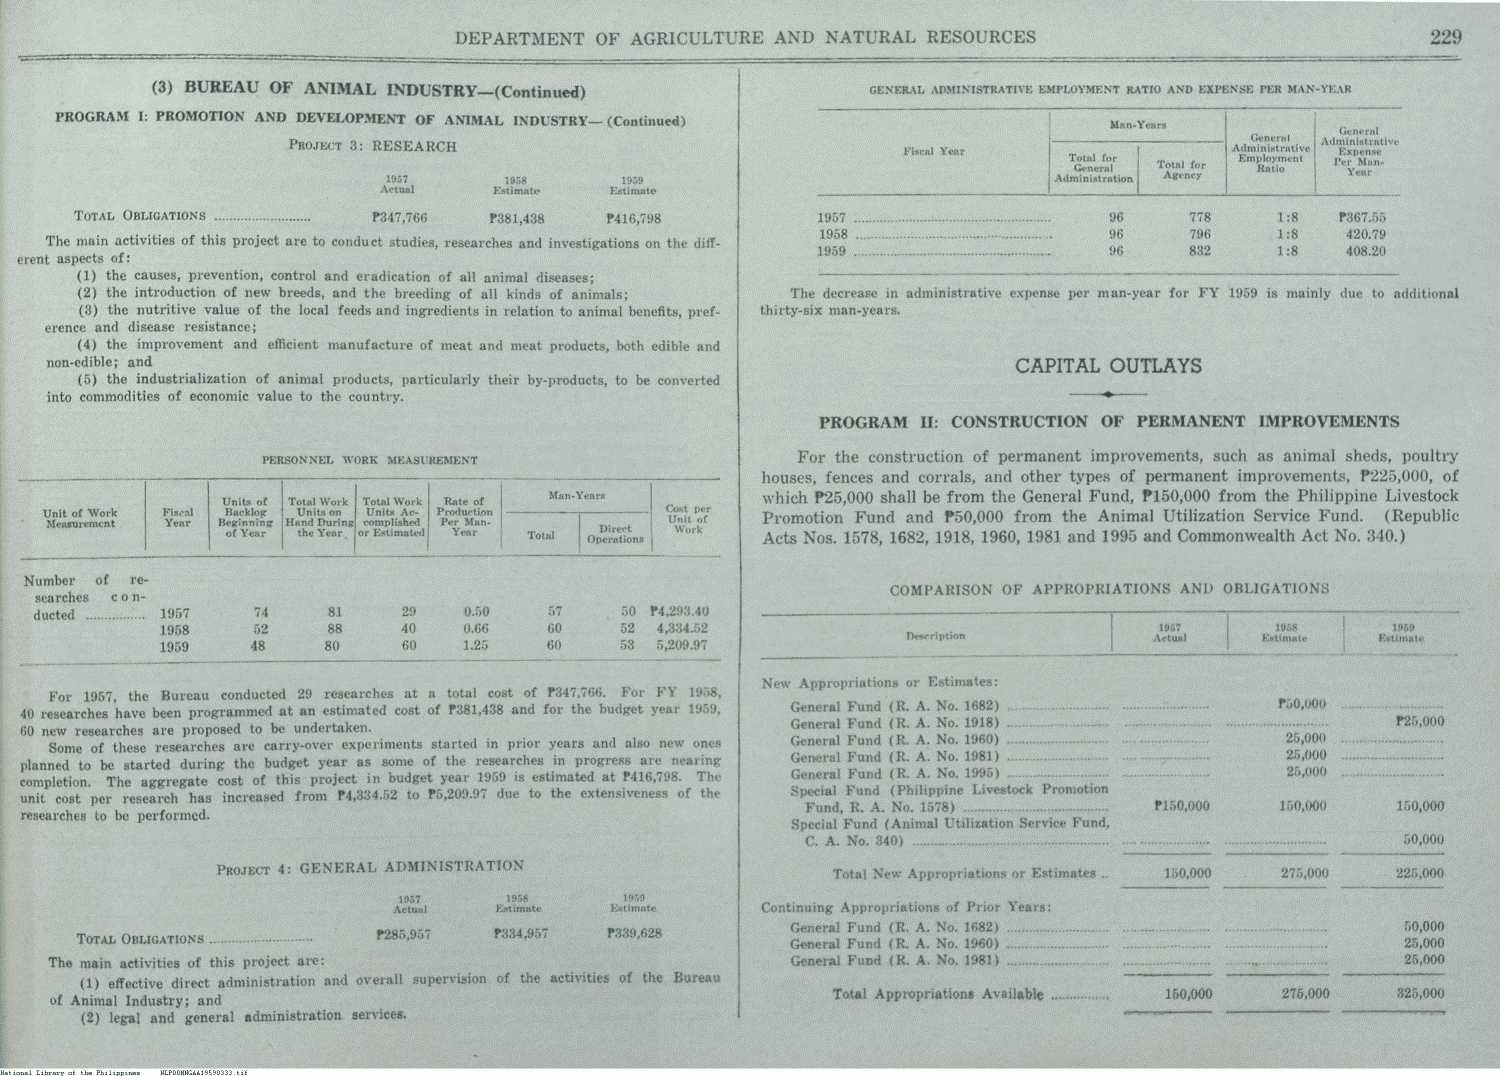 DEPARTMENT OF AGRICULTURE AND NATURAL RESOURCES 229
(3) BUREAU OF ANIMAL INDUSTRY—(Continued)
PROGRAM I: PROMOTION AND DEVELOPMENT OF ANIMAL INDUSTRY— (Continued)
PROJECT 3: RESEARCH
1957 Actual 1958 Estimate 1959 Estimate
TOTAL OBLIGATIONS .......................... ₱347,766 ₱381,438 ₱416,798
The main activities of this project are to conduct studies, researches and investigations on the diff-
erent aspects of:
(1) the causes, prevention, control and eradication of all animal diseases;
(2) the introduction of new breeds, and the breeding of all kinds of animals;
(3) the nutritive value of the local feeds and ingredients in relation to animal benefits, pref-
erence and disease resistance;
(4) the improvement and efficient manufacture of meat and meat products, both edible and
non-edible; and
(5) the industrialization of animal products, particularly their by-products, to be converted
into commodities of economic value to the country.
PERSONNEL WORK MEASUREMENT
Unit of Work Measurement Fiscal Year Units of Backlog Beginning of Year Total Work Units on Hand During the Year Total Work Units Ac- complished or Estimated Rate of Production Per Man- Year Man-Years Total Direct Operations Cost per Unit of Work
Number of re-
searches con-
ducted ................ 1957 74 81 29 0.50 57 50 ₱4,293.40
1958 52 88 40 0.66 60 52 4,334.52
1959 48 80 60 1.25 60 53 5,209.97
For 1957, the Bureau conducted 29 researches at a total cost of ₱347,766. For FY 1958,
40 researches have been programmed at an estimated cost of ₱381,438 and for the budget year 1959,
60 new researches are proposed to be undertaken.
Some of these researches are carry-over experiments started in prior years and also new ones
planned to be started during the budget year as some of the researches in progress are nearing
completion. The aggregate cost of this project in budget year 1959 is estimated at ₱416,798. The
unit cost per research has increased from ₱4,334.52 to ₱5,209.97 due to the extensiveness of the
researches to be performed.
PROJECT 4: GENERAL ADMINISTRATION
1957 Actual 1958 Estimate 1959 Estimate
TOTAL OBLIGATIONS ............................ ₱285,957 ₱334,957 ₱339,628
The main activities of this project are:
(1) effective direct administration and overall supervision of the activities of the Bureau
of Animal Industry; and
(2) legal and general administration services.
GENERAL ADMINISTRATIVE EMPLOYMENT RATIO AND EXPENSE PER MAN-YEAR
Fiscal Year Man-Years Total for General Administration Total for Agency General Administrative Employment Ratio General Administrative Expense Per Man- Year
1957 .................................................... 96 778 1:8 ₱367.55
1958 .................................................... 96 796 1:8 420.79
1959 .................................................... 96 832 1:8 408.20
The decrease in administrative expense per man-year for FY 1959 is mainly due to additional
thirty-six man-years.
CAPITAL OUTLAYS
PROGRAM II: CONSTRUCTION OF PERMANENT IMPROVEMENTS
For the construction of permanent improvements, such as animal sheds, poultry
houses, fences and corrals, and other types of permanent improvements, ₱225,000, of
which ₱25,000 shall be from the General Fund, ₱150,000 from the Philippine Livestock
Promotion Fund and ₱50,000 from the Animal Utilization Service Fund. (Republic
Acts Nos. 1578, 1682, 1918, 1960, 1981 and 1995 and Commonwealth Act No. 340.)
COMPARISON OF APPROPRIATIONS AND OBLIGATIONS
Description 1957 Actual 1958 Estimate 1959 Estimate
New Appropriations or Estimates:
General Fund (R. A. No. 1682) .......................... ...................... ₱50,000 ..........................
General Fund (R. A. No. 1918) .......................... ...................... .......................... ₱25,000
General Fund (R. A. No. 1960) .......................... ...................... 25,000 ..........................
General Fund (R. A. No. 1981) .......................... ...................... 25,000 ..........................
General Fund (R. A. No. 1995) .......................... ...................... 25,000 ..........................
Special Fund (Philippine Livestock Promotion
Fund, R. A. No. 1578) ..................................... ₱150,000 150,000 150,000
Special Fund (Animal Utilization Service Fund,
C. A. No. 340) .................................................. ...................... .......................... 50,000
Total New Appropriations or Estimates .. 150,000 275,000 225,000
Continuing Appropriations of Prior Years:
General Fund (R. A. No. 1682) .......................... ...................... .......................... 50,000
General Fund (R. A. No. 1960) .......................... ...................... .......................... 25,000
General Fund (R. A. No. 1981) .......................... ...................... .......................... 25,000
Total Appropriations Available ............... 150,000 275,000 325,000
National Library of the Philippines NLPDOHNGAA19590333.tif